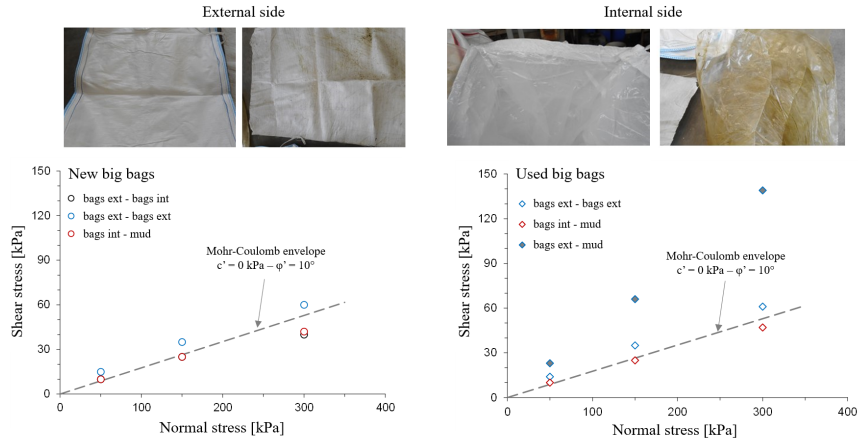 External side
Internal side
150
120
90
60
30
0
Shear stress [kPa]
New big bags
bags ext - bags int
bags ext - bags ext
bags int - mud
Mohr-Coulomb envelope
c' = 0 kPa – φ' = 10°
0 100 200 300 400
Normal stress [kPa]
150
120
90
60
30
0
Shear stress [kPa]
Used big bags
bags ext - bags ext
bags int - mud
bags ext - mud
Mohr-Coulomb envelope
c' = 0 kPa – φ' = 10°
0 100 200 300 400
Normal stress [kPa]